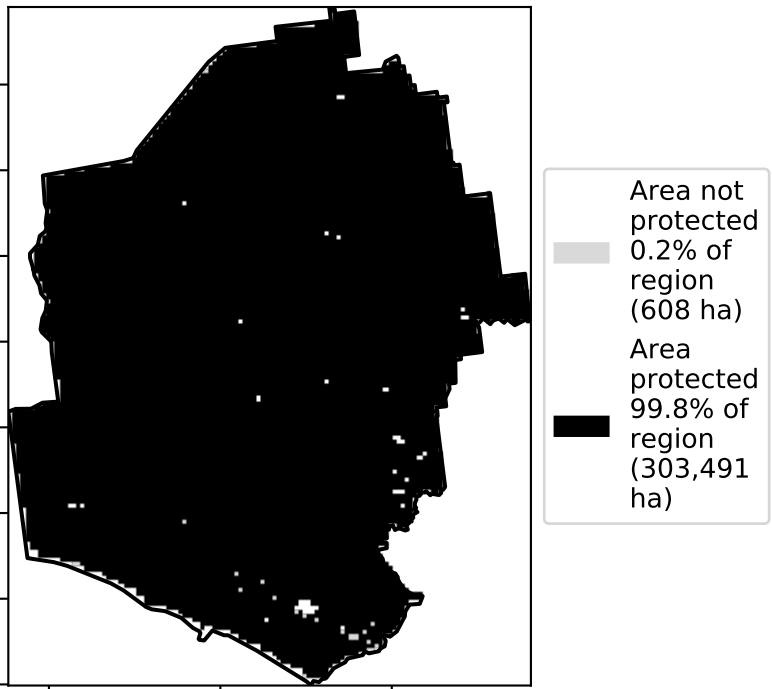 Area not
protected
0.2% of
region
(608 ha)
Area
protected
99.8% of
region
(303,491
ha)